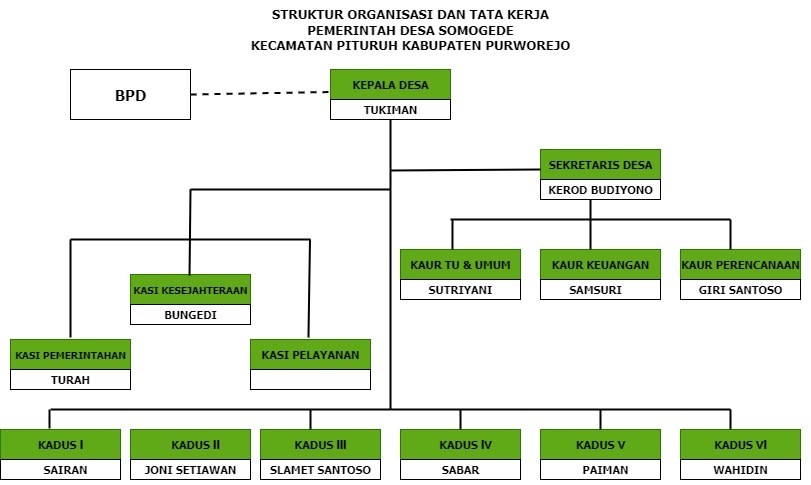 STRUKTUR ORGANISASI DAN TATA KERJA
PEMERINTAH DESA SOMOGEDE
KECAMATAN PITURUH KABUPATEN PURWOREJO
BPD
KEPALA DESA
TUKIMAN
SEKRETARIS DESA
KEROD BUDIYONO
KAUR TU & UMUM
SUTRIYANI
KAUR KEUANGAN
SAMSURI
KAUR PERENCANAAN
GIRI SANTOSO
KASI KESEJAHTERAAN
BUNGEDI
KASI PEMERINTAHAN
TURAH
KASI PELAYANAN
KADUS I
SAIRAN
KADUS II
JONI SETIAWAN
KADUS III
SLAMET SANTOSO
KADUS IV
SABAR
KADUS V
PAIMAN
KADUS VI
WAHIDIN